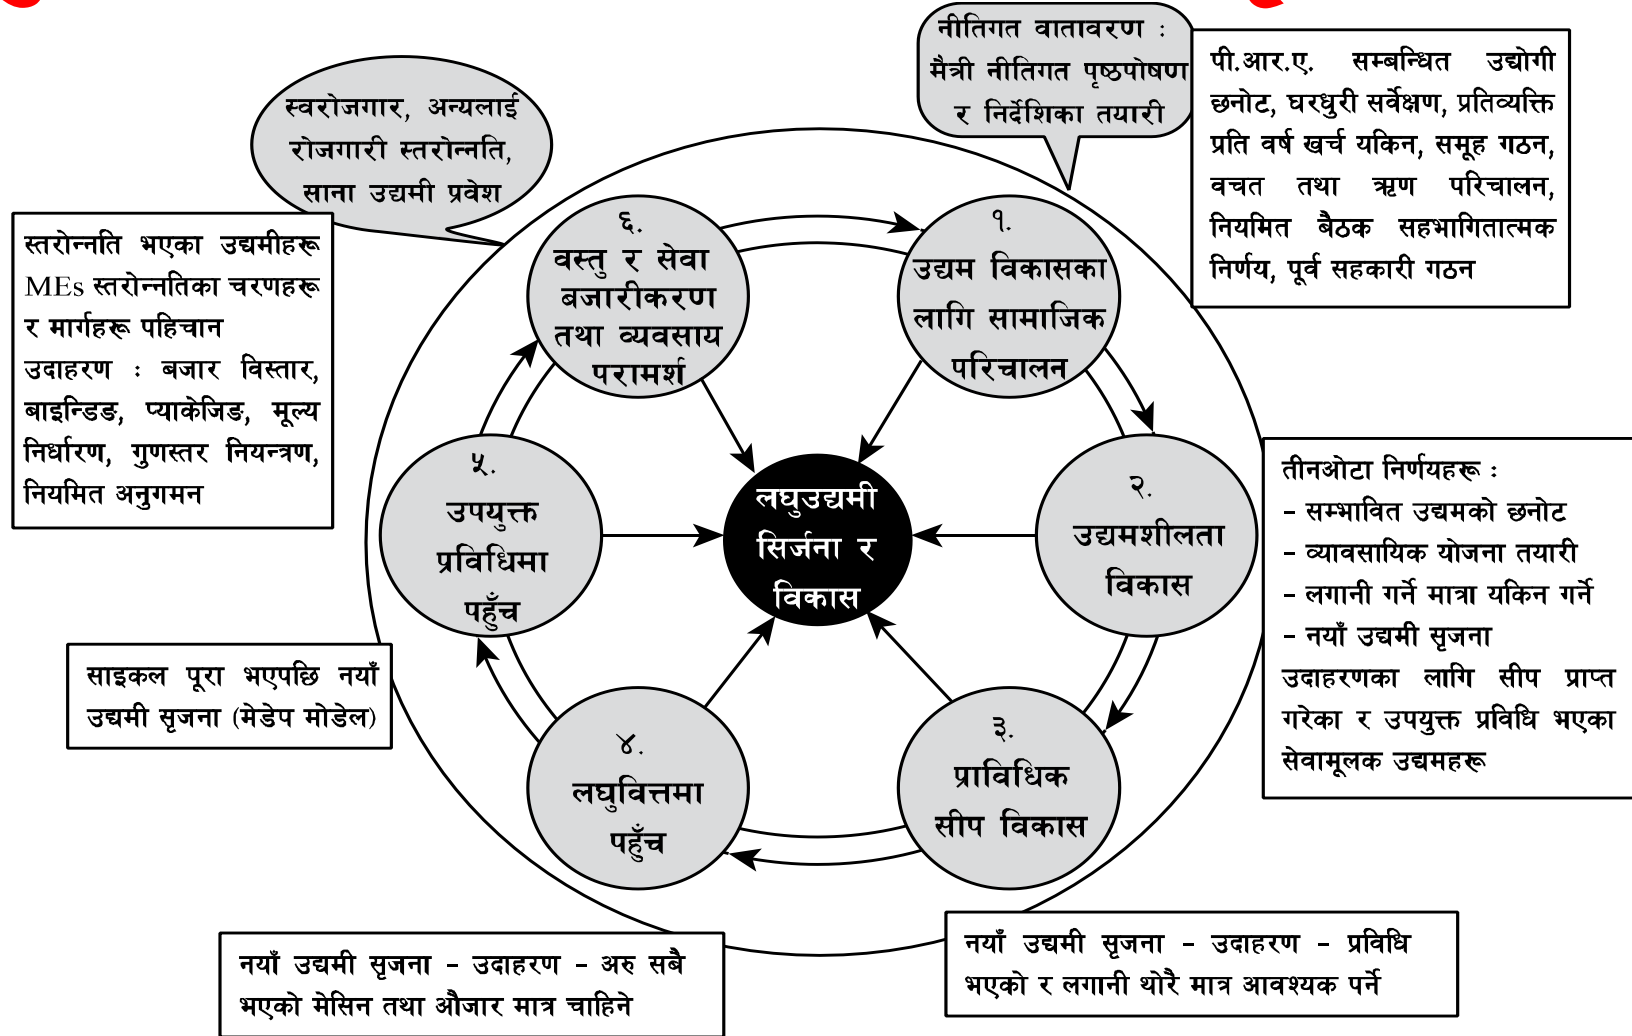 नीतिगत वातावरण :
मैत्री नीतिगत पृष्ठपोषण
र निर्देशिका तयारी
पी.आर.ए. सम्बन्धित उद्योगी
छनोट, घरधुरी सर्वेक्षण, प्रतिव्यक्ति
प्रति वर्ष खर्च यकिन, समूह गठन,
वचत तथा ऋण परिचालन,
नियमित बैठक सहभागितात्मक
निर्णय, पूर्व सहकारी गठन
स्वरोजगार, अन्यलाई
रोजगारी स्तरोन्नति,
साना उद्यमी प्रवेश
स्तरोन्नति भएका उद्यमीहरू
MEs स्तरोन्नतिका चरणहरू
र मार्गहरू पहिचान
उदाहरण : बजार विस्तार,
बाइन्डिङ, प्याकेजिङ, मूल्य
निर्धारण, गुणस्तर नियन्त्रण,
नियमित अनुगमन
६.
वस्तु र सेवा
बजारीकरण
तथा व्यवसाय
परामर्श
१.
उद्यम विकासका
लागि सामाजिक
परिचालन
५.
उपयुक्त
प्रविधिमा
पहुँच
लघुउद्यमी
सिर्जना र
विकास
२.
उद्यमशीलता
विकास
तीनओटा निर्णयहरू :
- सम्भावित उद्यमको छनोट
- व्यावसायिक योजना तयारी
- लगानी गर्ने मात्रा यकिन गर्ने
- नयाँ उद्यमी सृजना
उदाहरणका लागि सीप प्राप्त
गरेका र उपयुक्त प्रविधि भएका
सेवामूलक उद्यमहरू
साइकल पूरा भएपछि नयाँ
उद्यमी सृजना (मेडेप मोडेल)
४.
लघुवित्तमा
पहुँच
३.
प्राविधिक
सीप विकास
नयाँ उद्यमी सृजना - उदाहरण - अरु सबै
भएको मेसिन तथा औजार मात्र चाहिने
नयाँ उद्यमी सृजना - उदाहरण - प्रविधि
भएको र लगानी थोरै मात्र आवश्यक पर्ने